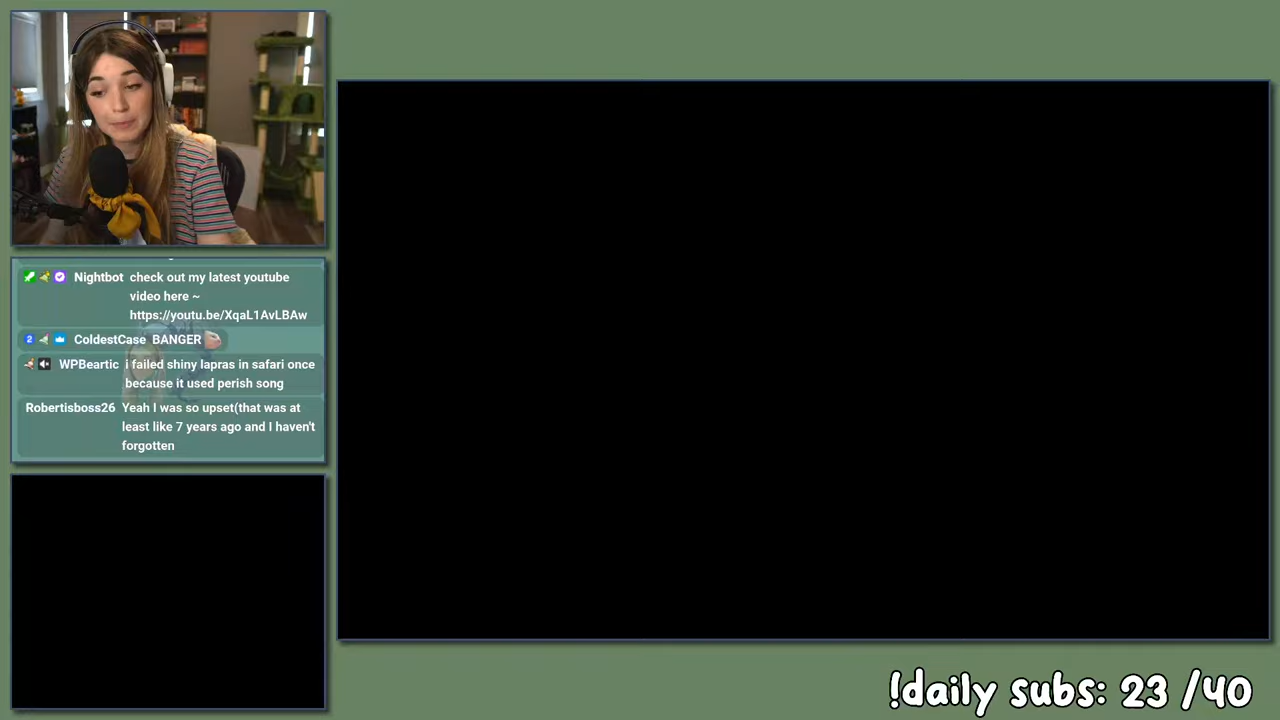 Nightbot check out my latest youtube
video here ~
https://youtu.be/XqaL1AvLBAw
2 ColdestCase BANGER
WPBeartic i failed shiny lapras in safari once
because it used perish song
Robertisboss26 Yeah I was so upset(that was at
least like 7 years ago and I haven't
forgotten
!daily subs: 23 /40